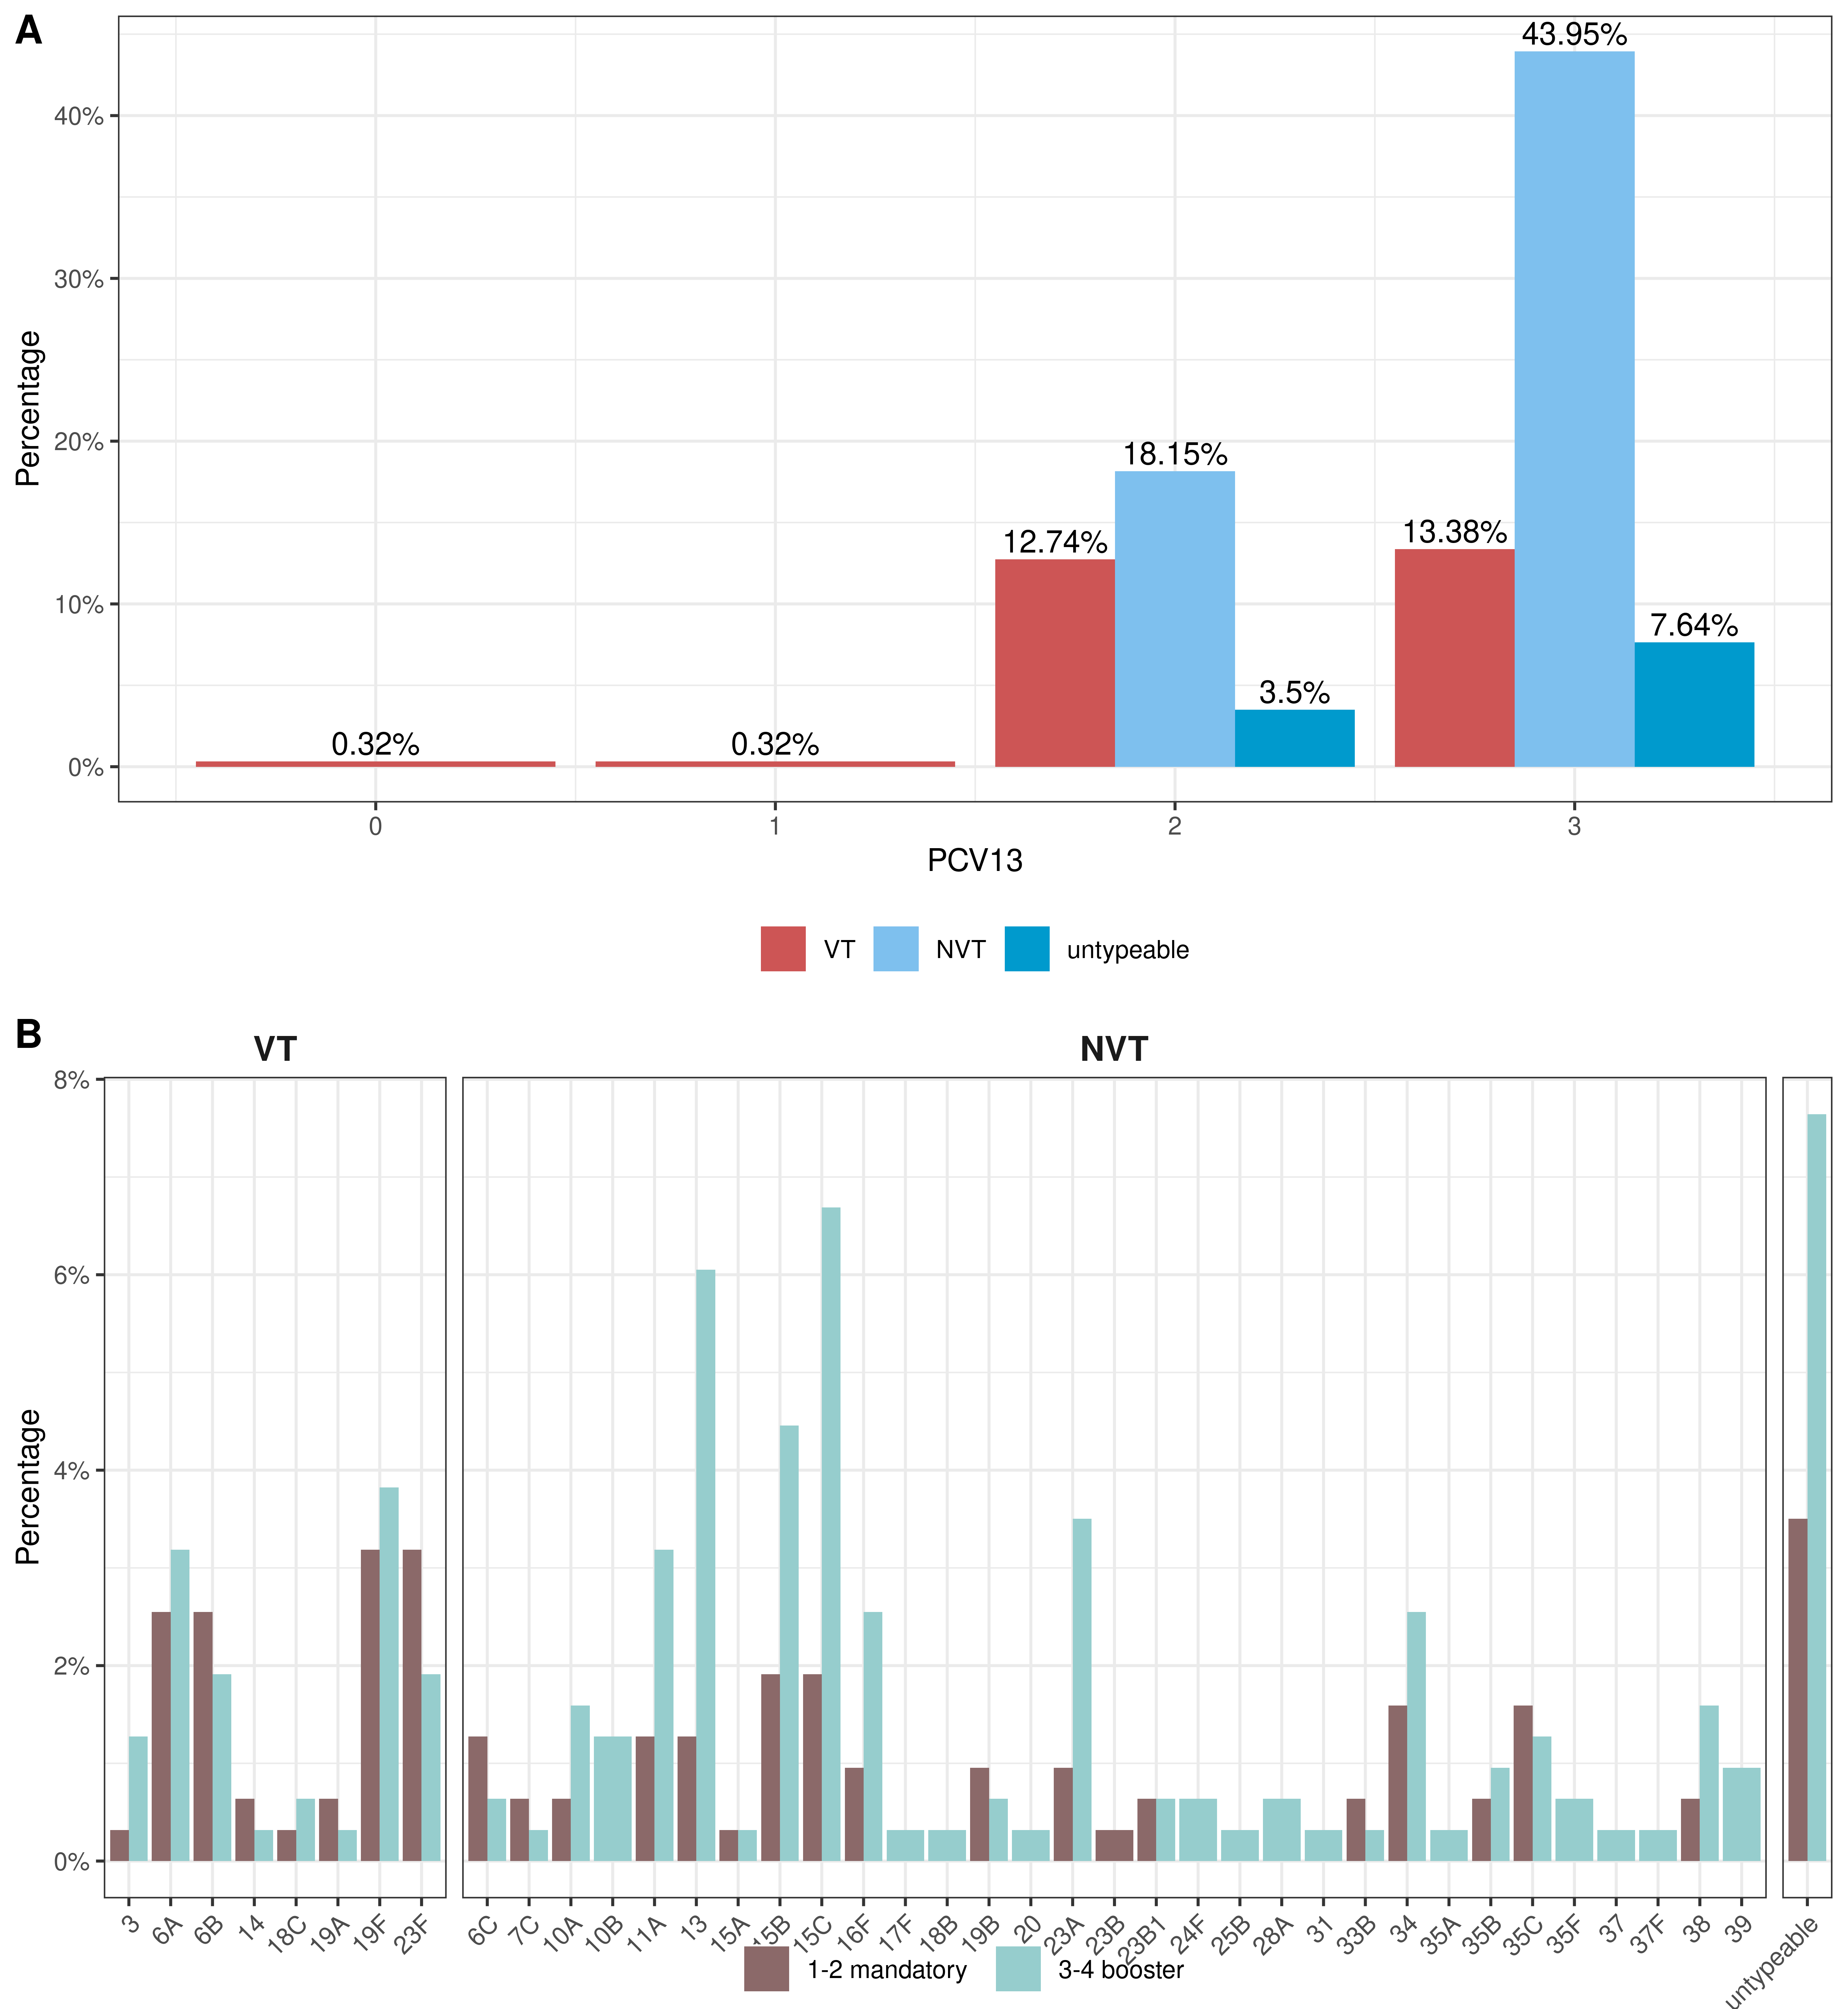 A
43.95%
40%
30%
20%
18.15%
13.38%
12.74%
10%
7.64%
3.5%
0.32%
0.32%
0%
Percentage
0 1 2 3
PCV13
VT NVT untypeable
B
VT NVT
8%
6%
4%
2%
0%
Percentage
3 6A 6B 14 18C 19A 19F 23F 6C 7C 10A 10B 11A 13 15A 15B 15C 16F 17F 18B 19B 20 23A 23B 23B1 24F 25B 28A 31 33B 34 35A 35B 35C 35F 37 37F 38 39 untypeable
1-2 mandatory 3-4 booster